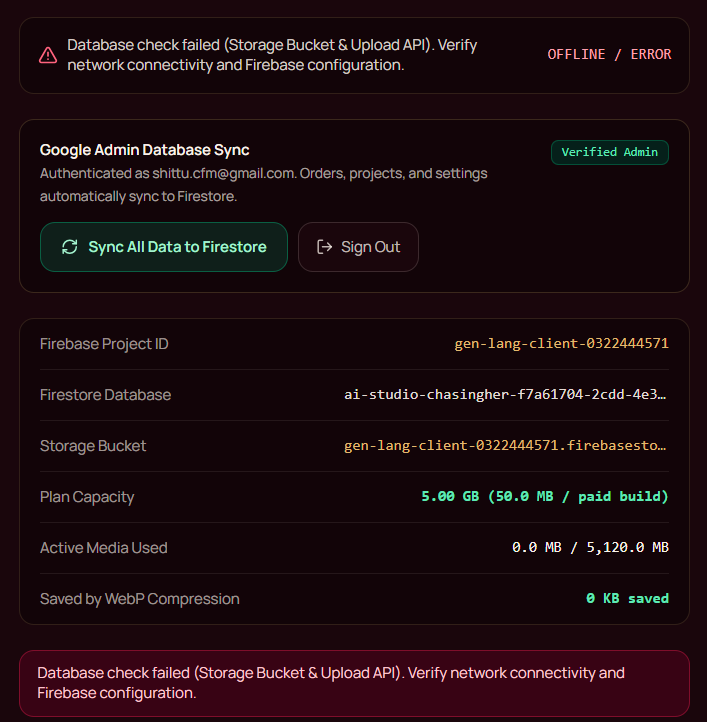 Database check failed (Storage Bucket & Upload API). Verify
network connectivity and Firebase configuration.
OFFLINE / ERROR
Google Admin Database Sync
Verified Admin
Authenticated as shittu.cfm@gmail.com. Orders, projects, and settings
automatically sync to Firestore.
Sync All Data to Firestore
Sign Out
Firebase Project ID
gen-lang-client-0322444571
Firestore Database
ai-studio-chasingher-f7a61704-2cdd-4e3…
Storage Bucket
gen-lang-client-0322444571.firebasesto…
Plan Capacity
5.00 GB (50.0 MB / paid build)
Active Media Used
0.0 MB / 5,120.0 MB
Saved by WebP Compression
0 KB saved
Database check failed (Storage Bucket & Upload API). Verify network connectivity and
Firebase configuration.